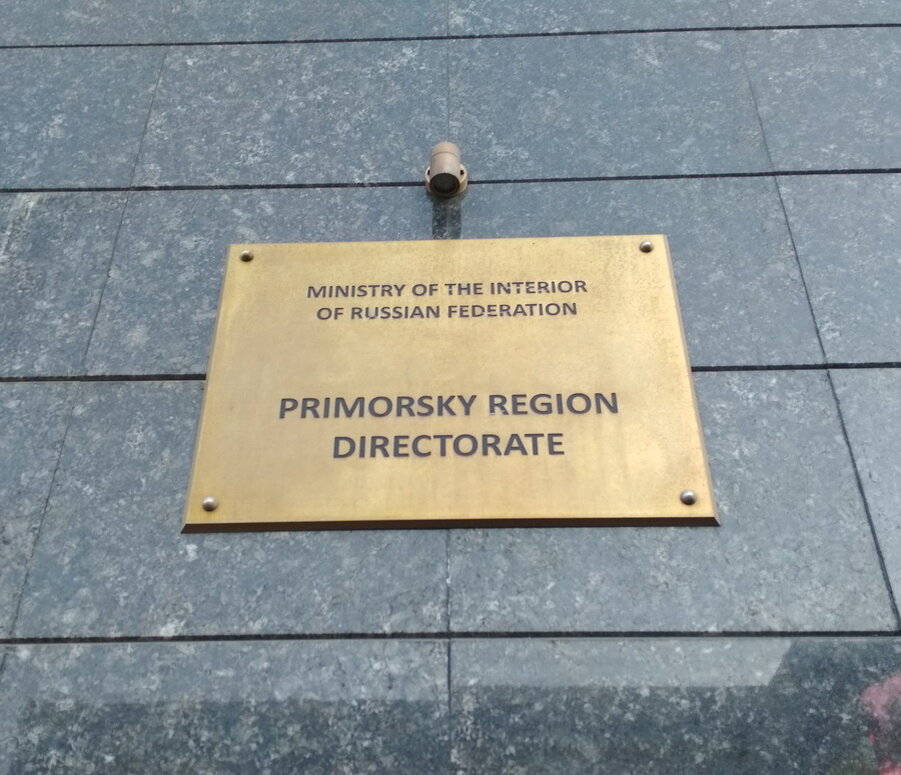 MINISTRY OF THE INTERIOR
OF RUSSIAN FEDERATION
PRIMORSKY REGION
DIRECTORATE